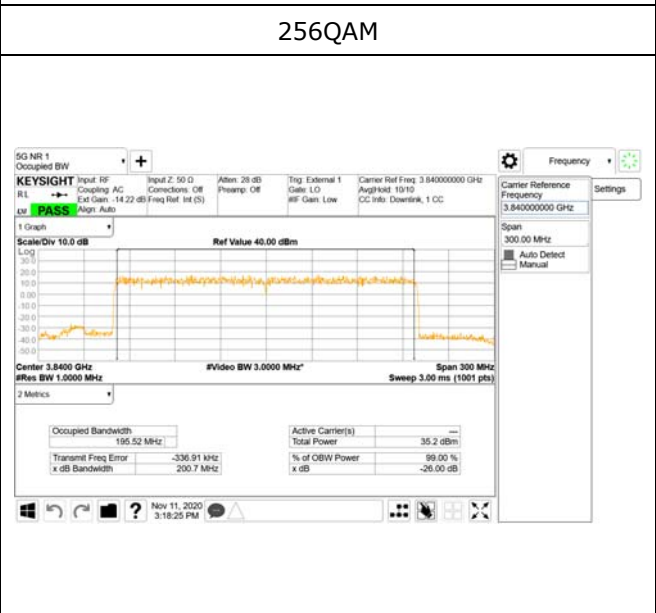 256QAM
5G NR 1
Occupied BW
+
Frequency
KEYSIGHT
RL
PASS
Input: RF
Coupling: AC
Ext Gain: -14.22 dB
Align: Auto
Input Z: 50 Ω
Corrections: Off
Freq Ref: Int (S)
Atten: 28 dB
Preamp: Off
Trig: External 1
Gate: LO
#IF Gain: Low
Carrier Ref Freq: 3.840000000 GHz
Avg|Hold: 10/10
CC Info: Downlink, 1 CC
Carrier Reference
Frequency
3.840000000 GHz
Settings
Span
300.00 MHz
Auto Detect
Manual
1 Graph
Scale/Div 10.0 dB
Ref Value 40.00 dBm
Log
30.0
20.0
10.0
0.00
-10.0
-20.0
-30.0
-40.0
-50.0
Center 3.8400 GHz
#Video BW 3.0000 MHz*
Span 300 MHz
#Res BW 1.0000 MHz
Sweep 3.00 ms (1001 pts)
2 Metrics
Occupied Bandwidth
195.52 MHz
Transmit Freq Error -336.91 kHz
x dB Bandwidth 200.7 MHz
Active Carrier(s) ---
Total Power 35.2 dBm
% of OBW Power 99.00 %
x dB -26.00 dB
?
Nov 11, 2020
3:18:25 PM